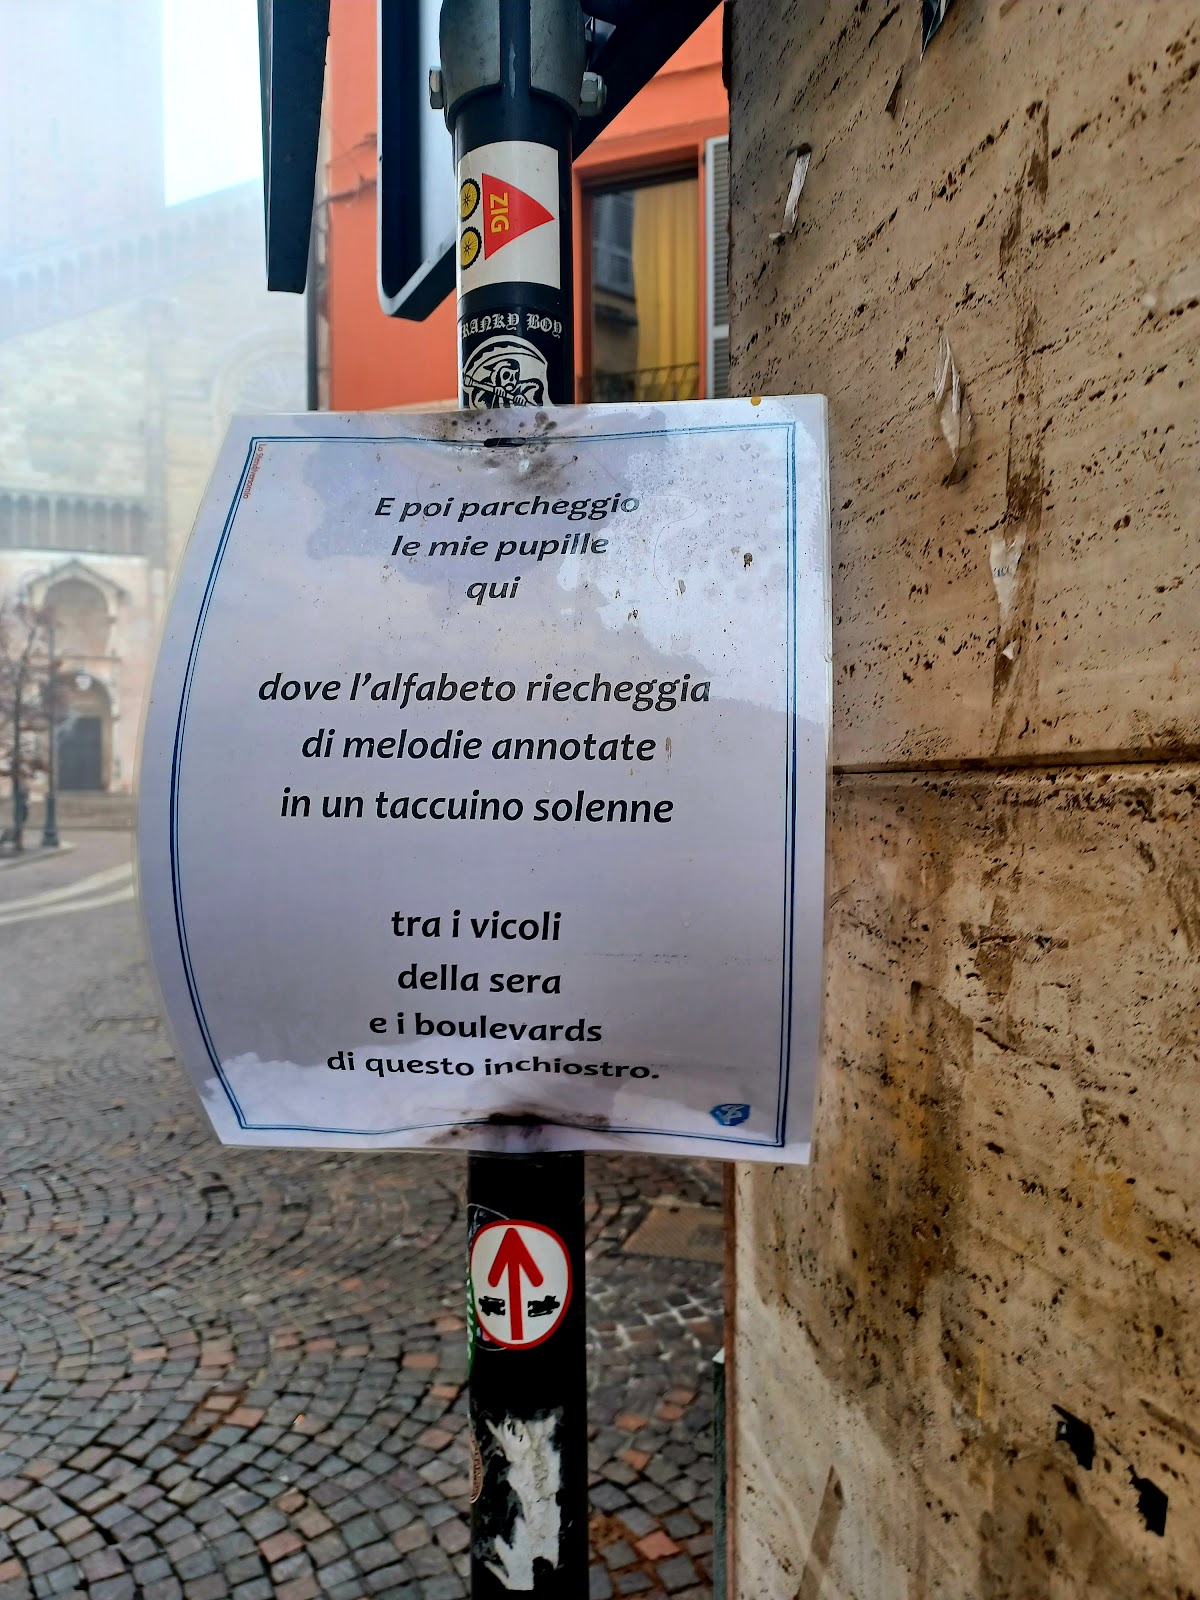 ZIG
RANKY BOY
E poi parcheggio
le mie pupille
qui
dove l'alfabeto riecheggia
di melodie annotate
in un taccuino solenne
tra i vicoli
della sera
e i boulevards
di questo inchiostro.